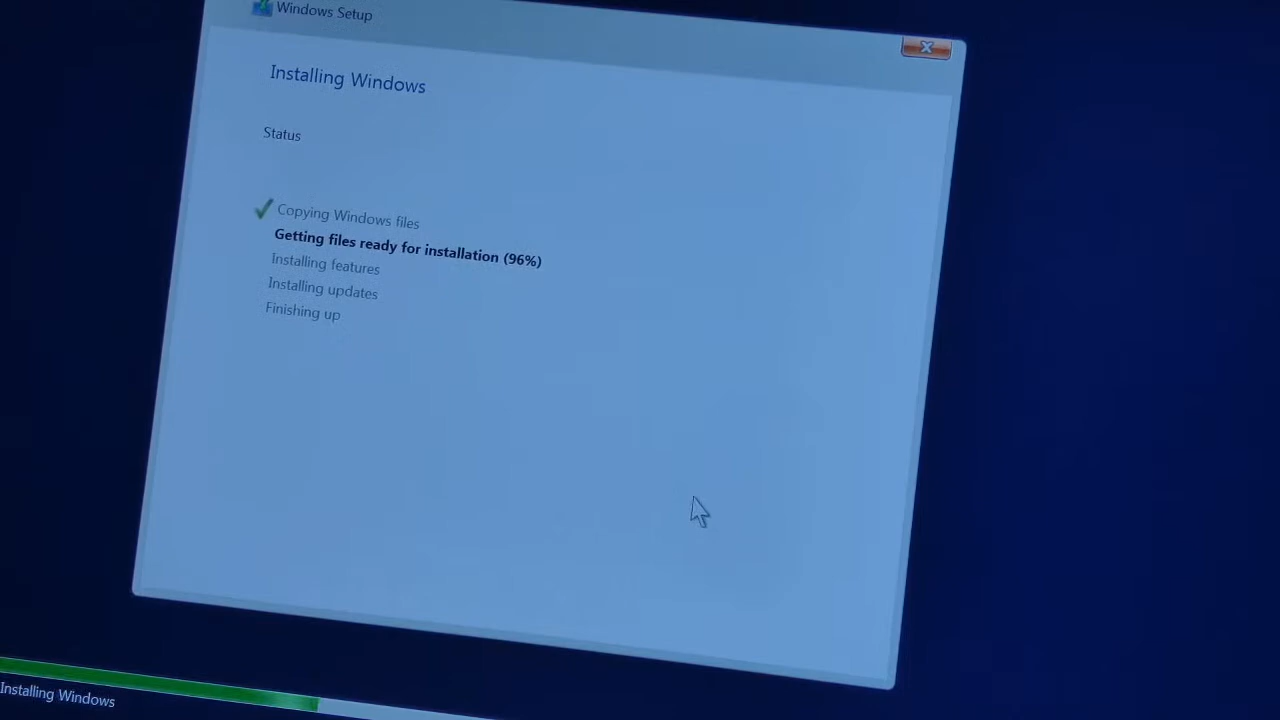 Windows Setup
Installing Windows
Status
Copying Windows files
Getting files ready for installation (96%)
Installing features
Installing updates
Finishing up
Installing Windows